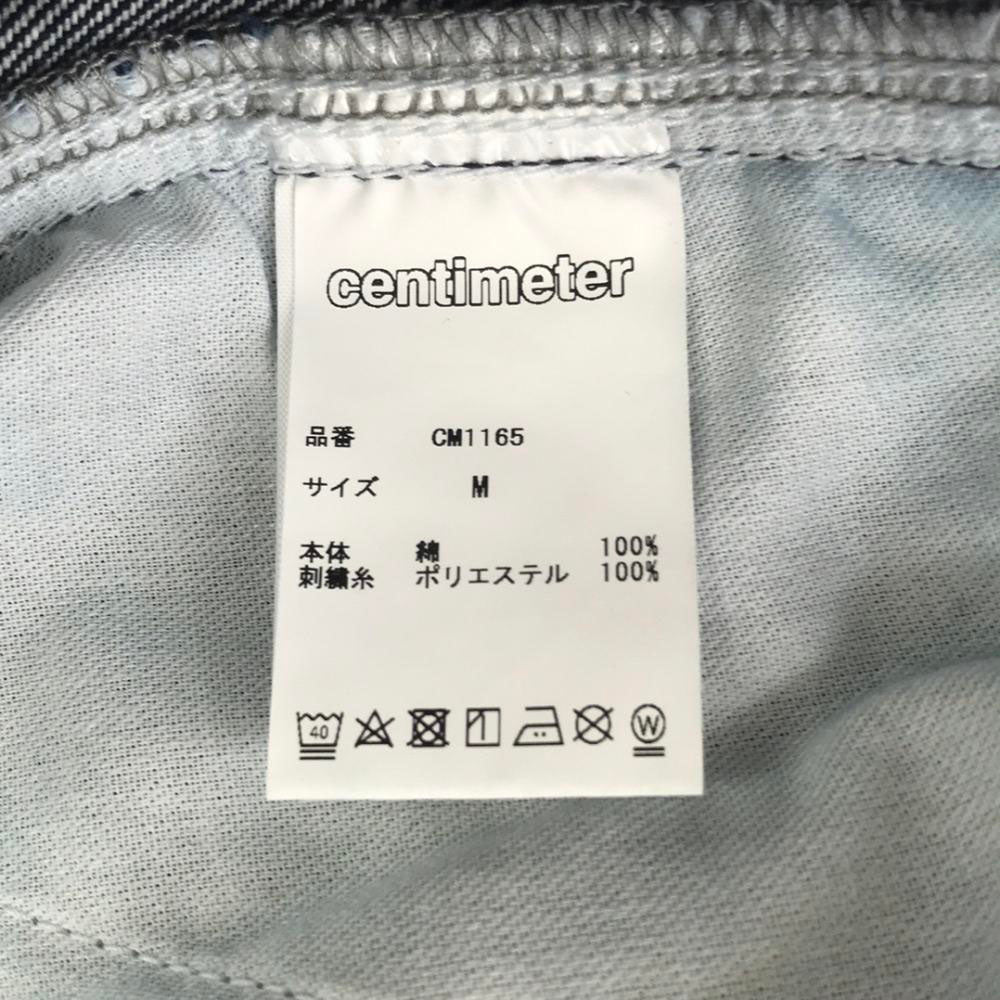 centimeter
品番 CM1165
サイズ M
本体 綿 100%
刺繍糸 ポリエステル 100%
40 W